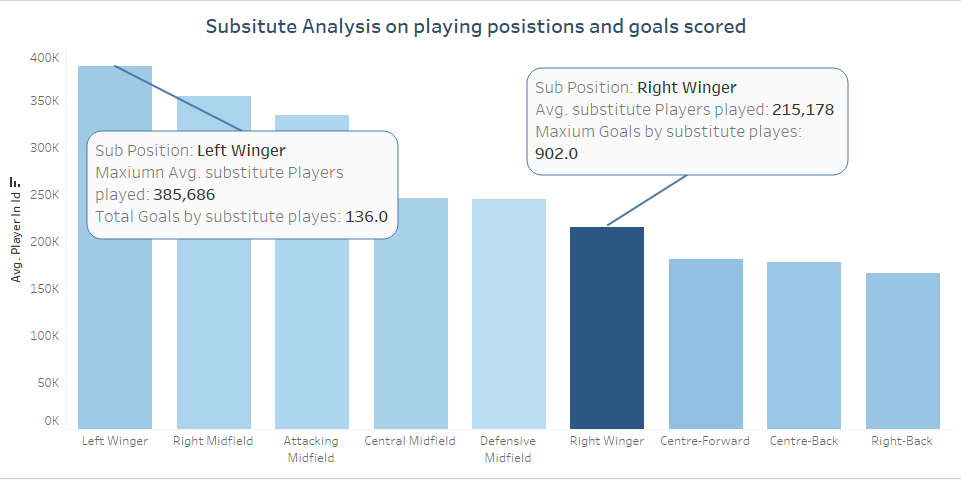 Subsitute Analysis on playing posistions and goals scored
400K
350K
300K
250K
200K
150K
100K
50K
0K
Avg. Player In Id
Sub Position: Left Winger
Maxiumn Avg. substitute Players
played: 385,686
Total Goals by substitute playes: 136.0
Sub Position: Right Winger
Avg. substitute Players played: 215,178
Maxium Goals by substitute playes:
902.0
Left Winger
Right Midfield
Attacking
Midfield
Central Midfield
Defensive
Midfield
Right Winger
Centre-Forward
Centre-Back
Right-Back